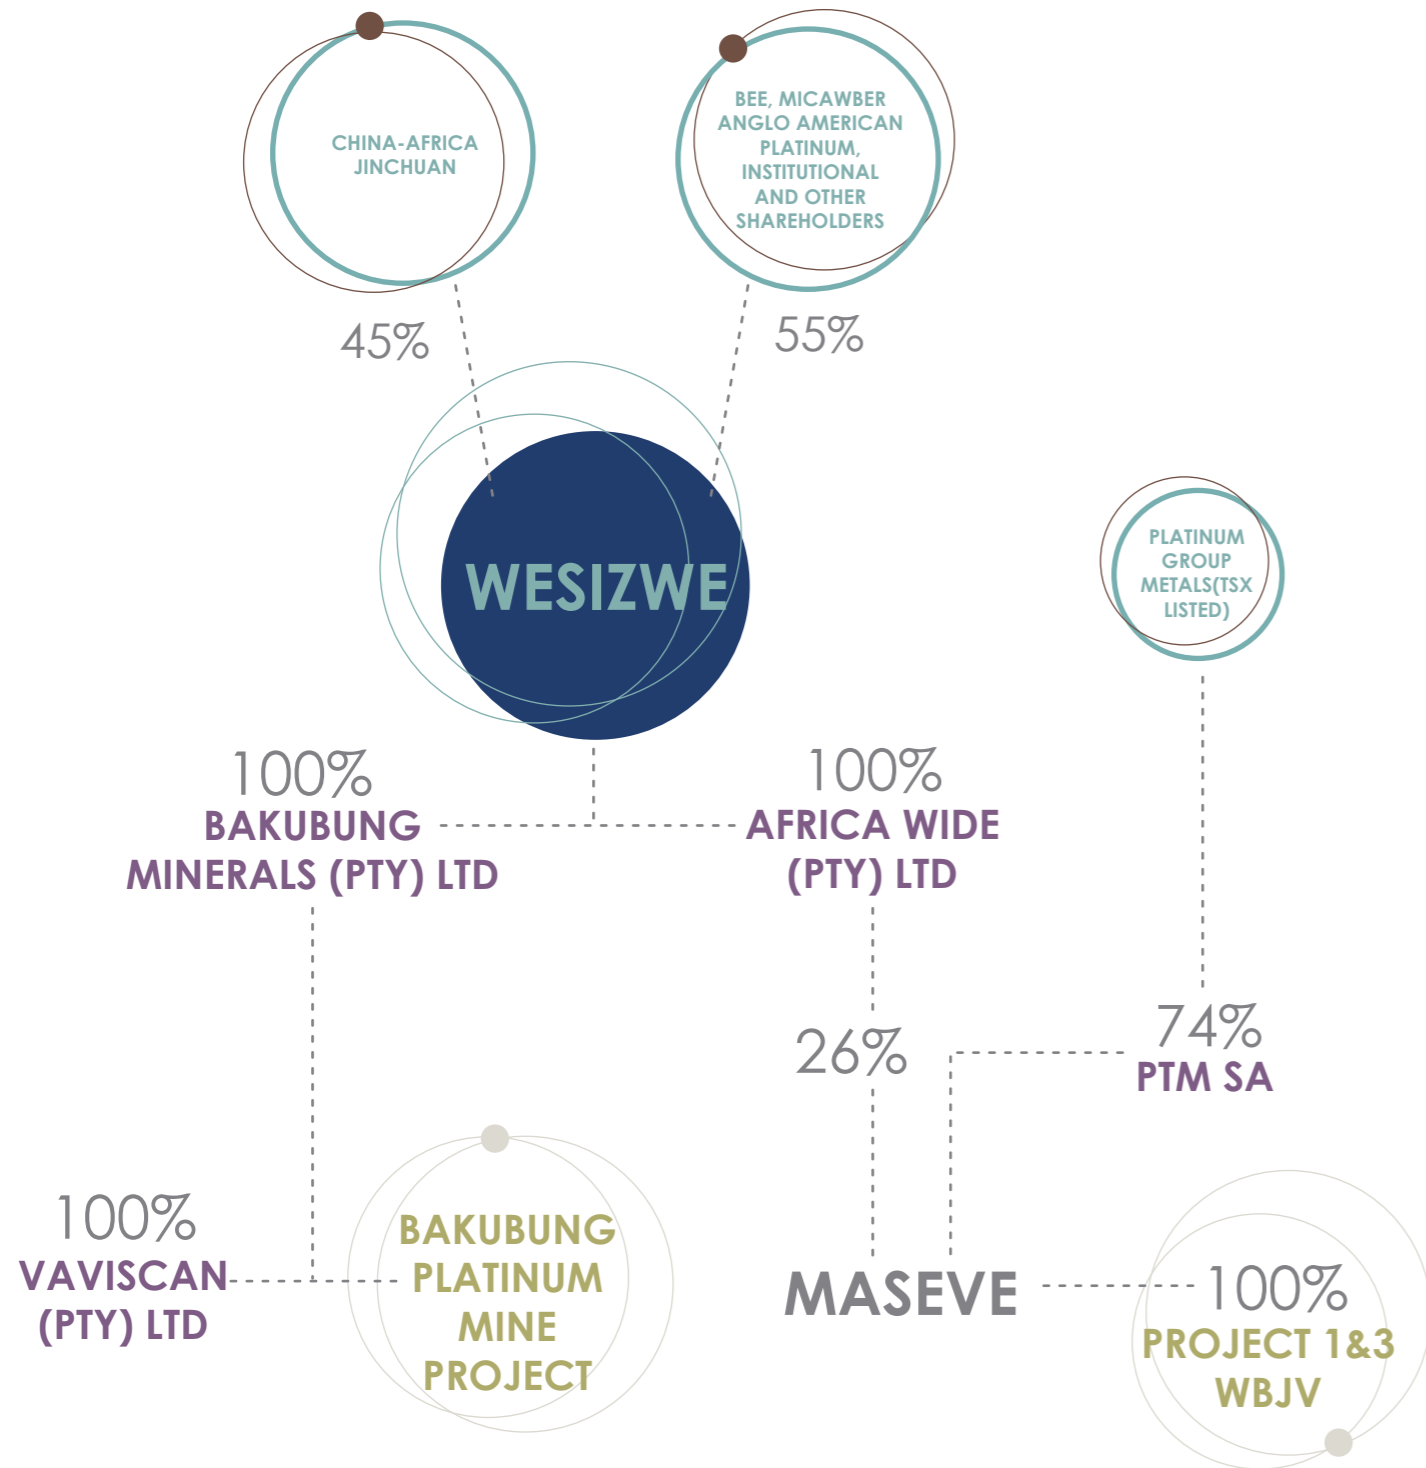 CHINA-AFRICA
JINCHUAN
BEE, MICAWBER
ANGLO AMERICAN
PLATINUM,
INSTITUTIONAL
AND OTHER
SHAREHOLDERS
45%
55%
WESIZWE
PLATINUM
GROUP
METALS(TSX
LISTED)
100%
BAKUBUNG
MINERALS (PTY) LTD
100%
AFRICA WIDE
(PTY) LTD
26%
74%
PTM SA
100%
VAVISCAN
(PTY) LTD
BAKUBUNG
PLATINUM
MINE
PROJECT
MASEVE
100%
PROJECT 1&3
WBJV